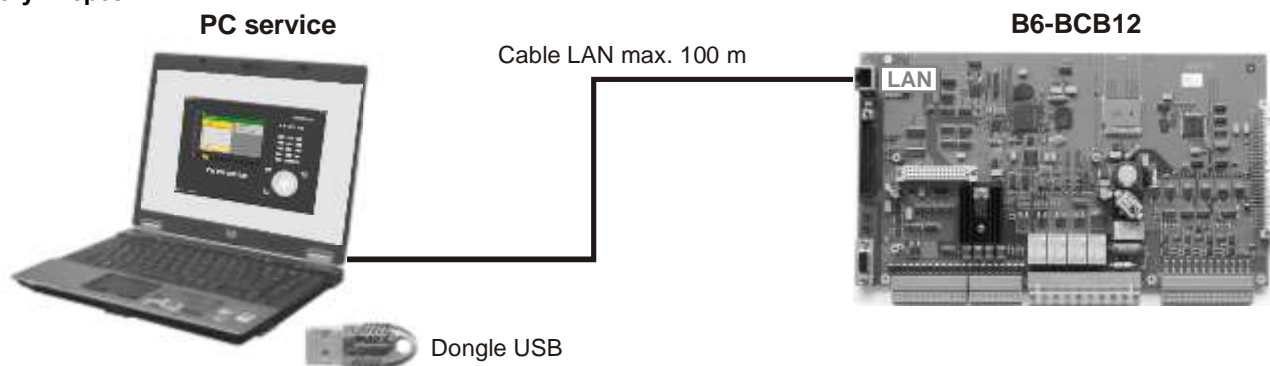 PC service
B6-BCB12
Cable LAN max. 100 m
LAN
Dongle USB